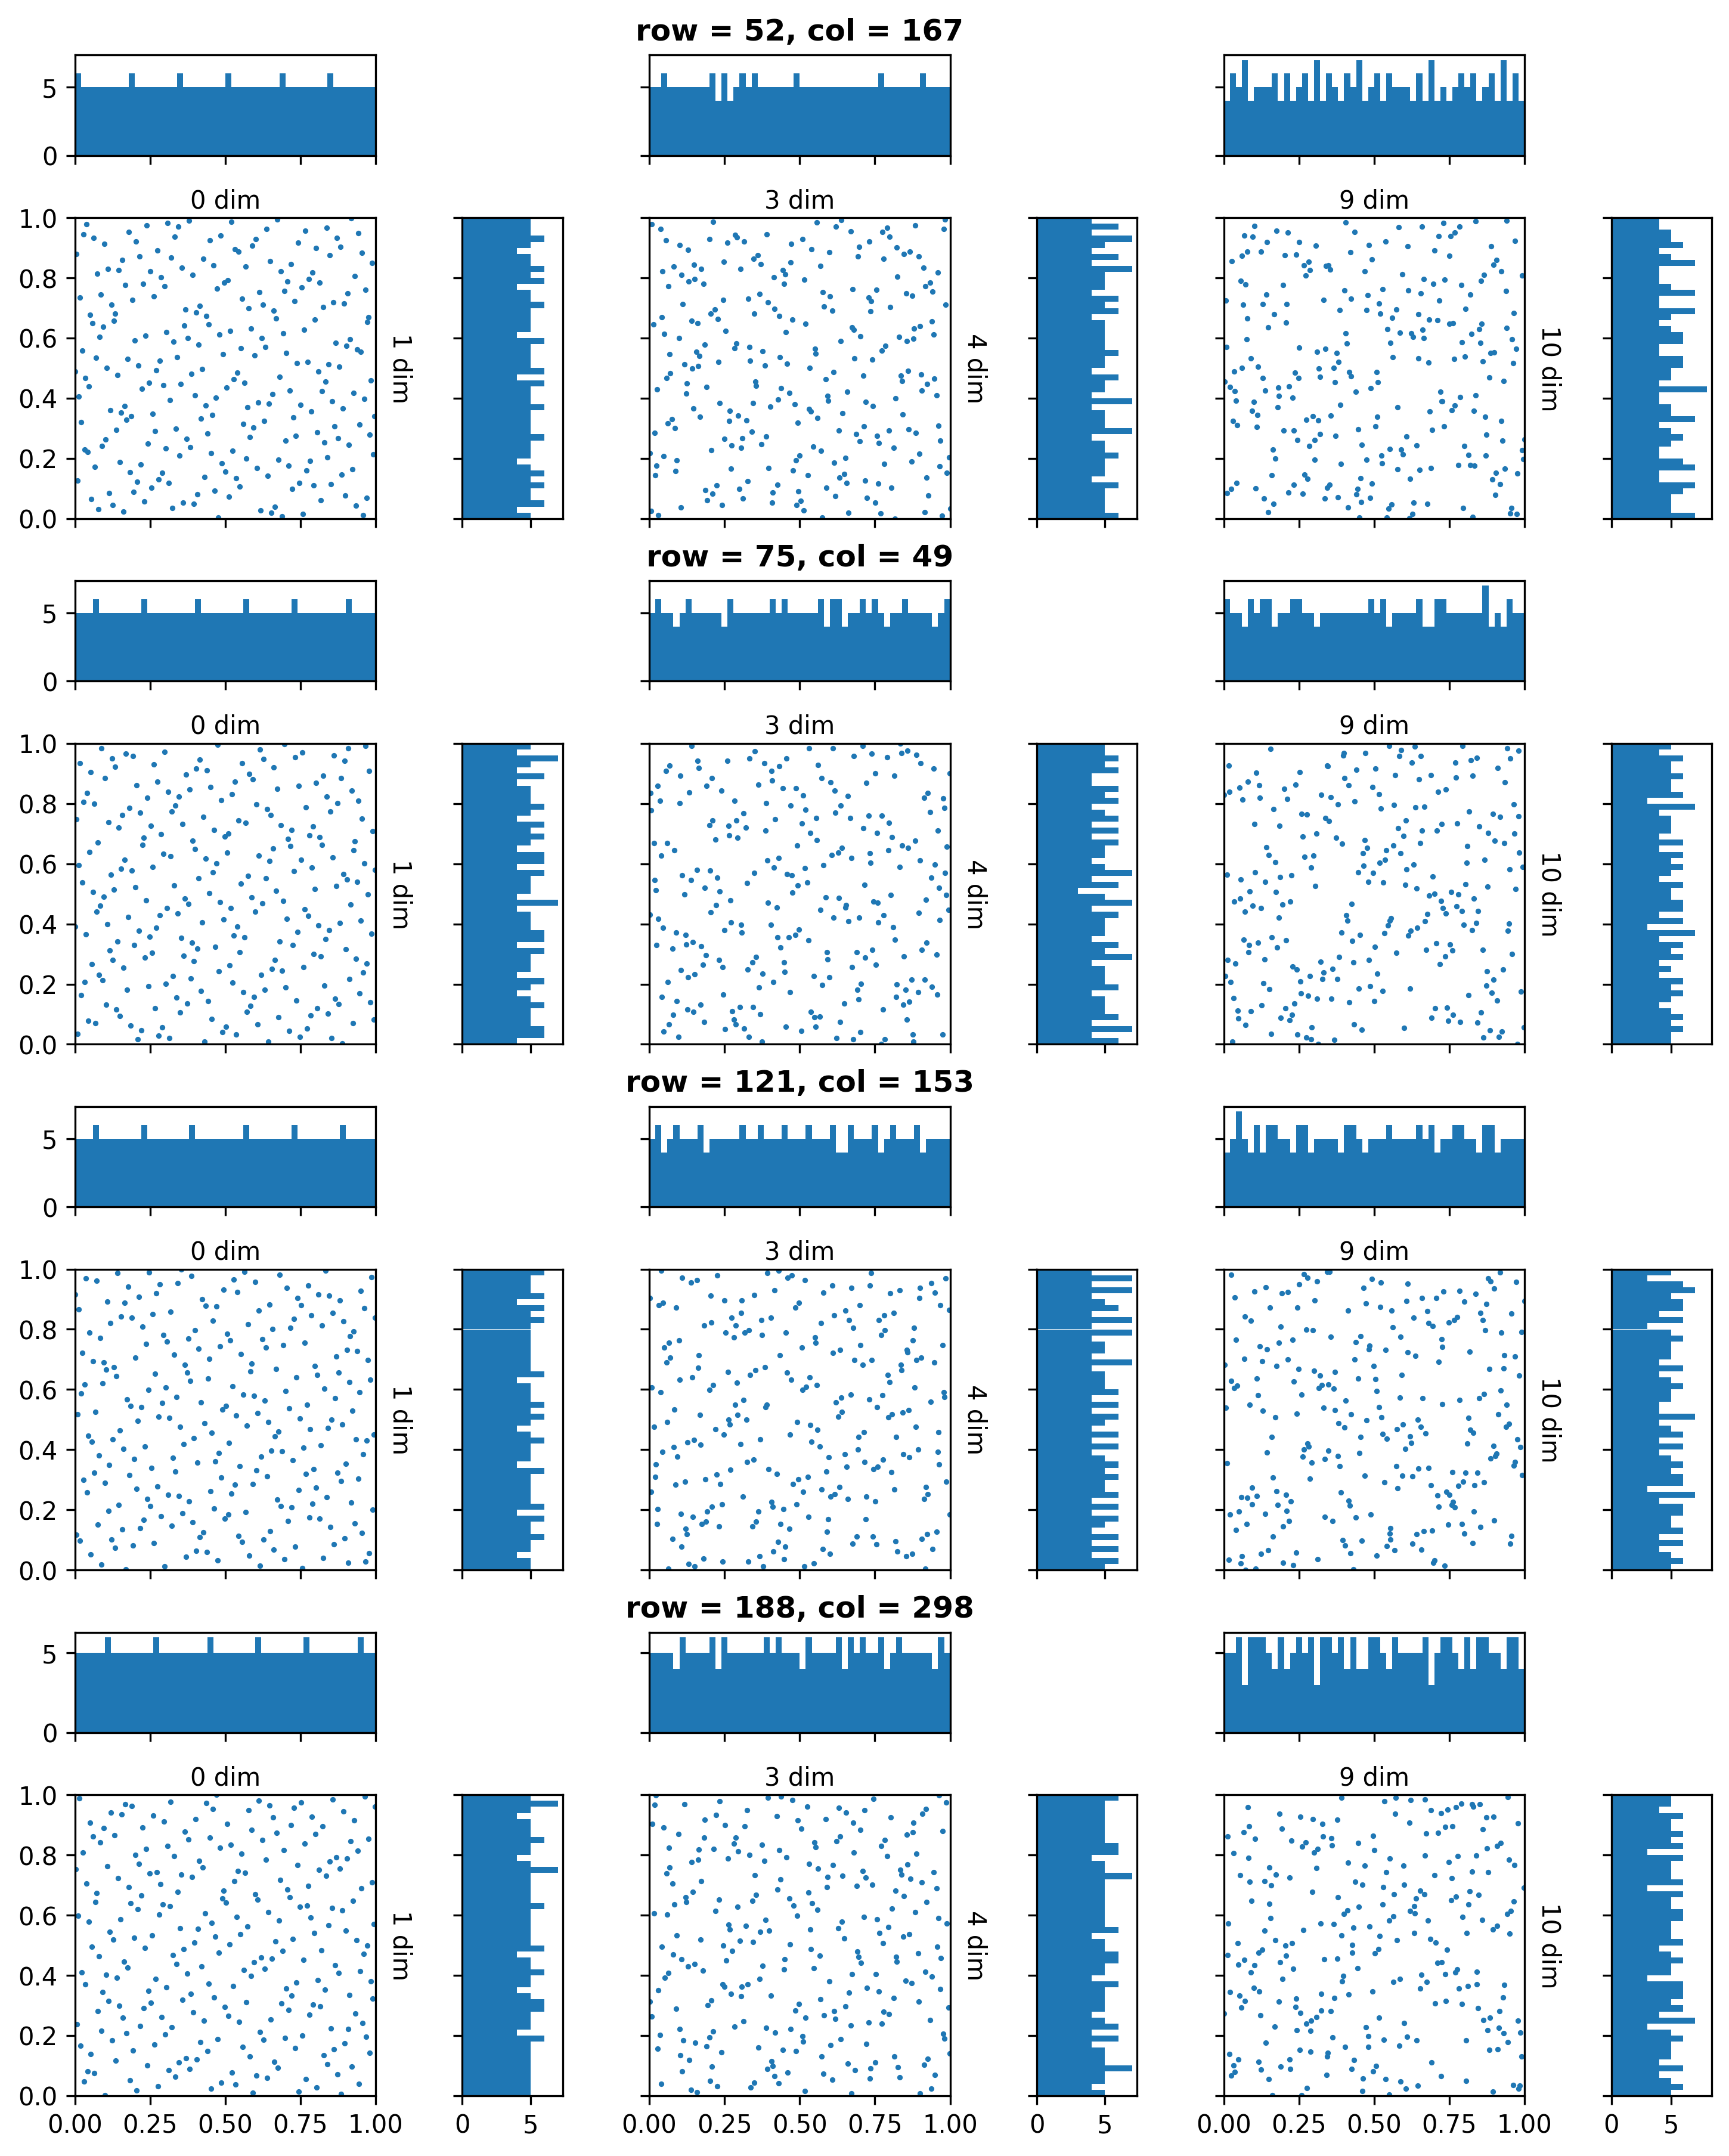 row = 52, col = 167
5
0
0 dim
3 dim
9 dim
1.0
0.8
0.6
0.4
0.2
0.0
1 dim
4 dim
10 dim
row = 75, col = 49
5
0
0 dim
3 dim
9 dim
1.0
0.8
0.6
0.4
0.2
0.0
1 dim
4 dim
10 dim
row = 121, col = 153
5
0
0 dim
3 dim
9 dim
1.0
0.8
0.6
0.4
0.2
0.0
1 dim
4 dim
10 dim
row = 188, col = 298
5
0
0 dim
3 dim
9 dim
1.0
0.8
0.6
0.4
0.2
0.0
1 dim
4 dim
10 dim
0.00 0.25 0.50 0.75 1.00 0 5 0.00 0.25 0.50 0.75 1.00 0 5 0.00 0.25 0.50 0.75 1.00 0 5